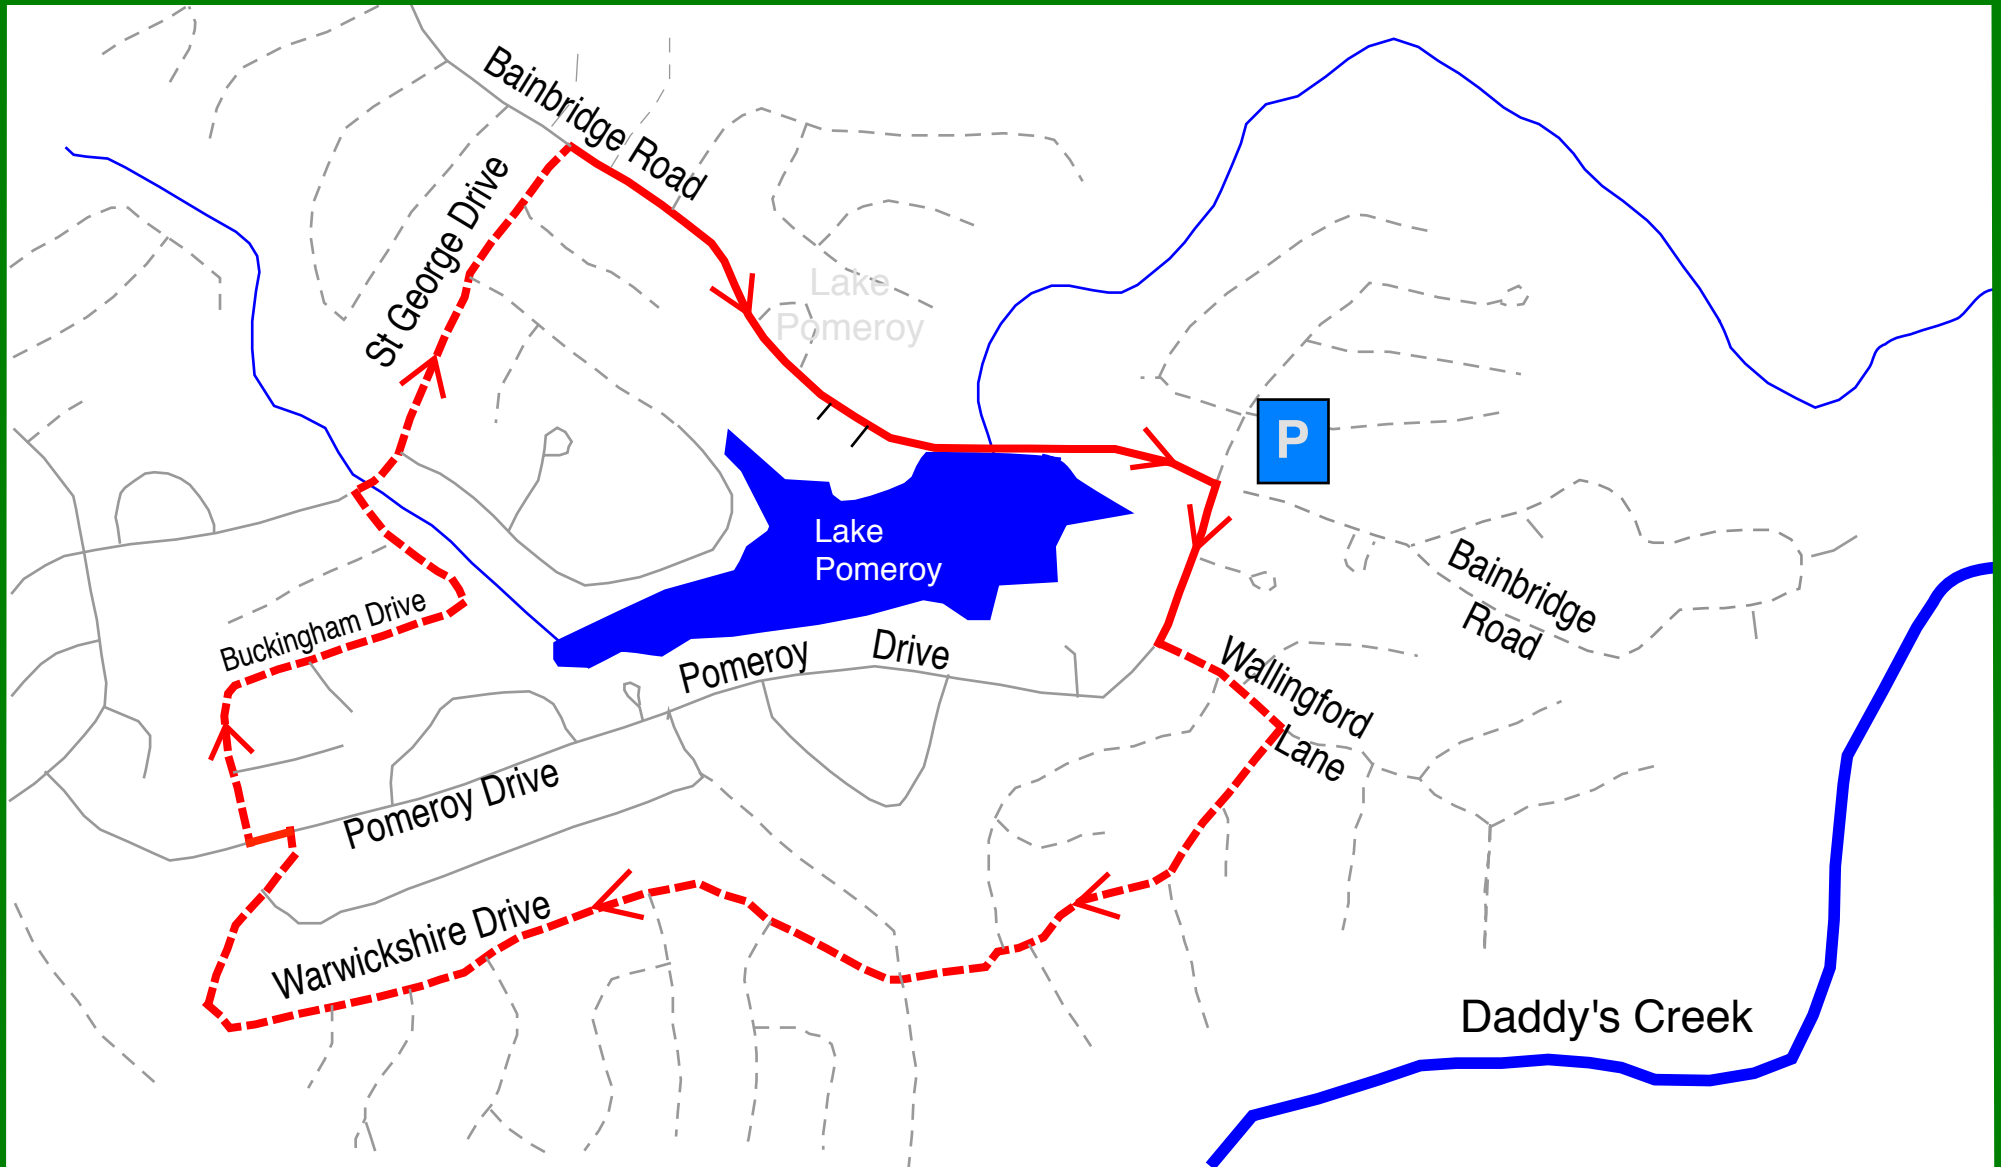 Bainbridge Road
St George Drive
Lake
Pomeroy
P
Lake
Pomeroy
Bainbridge
Road
Buckingham Drive
Pomeroy Drive
Wallingford
Lane
Pomeroy Drive
Warwickshire Drive
Daddy's Creek